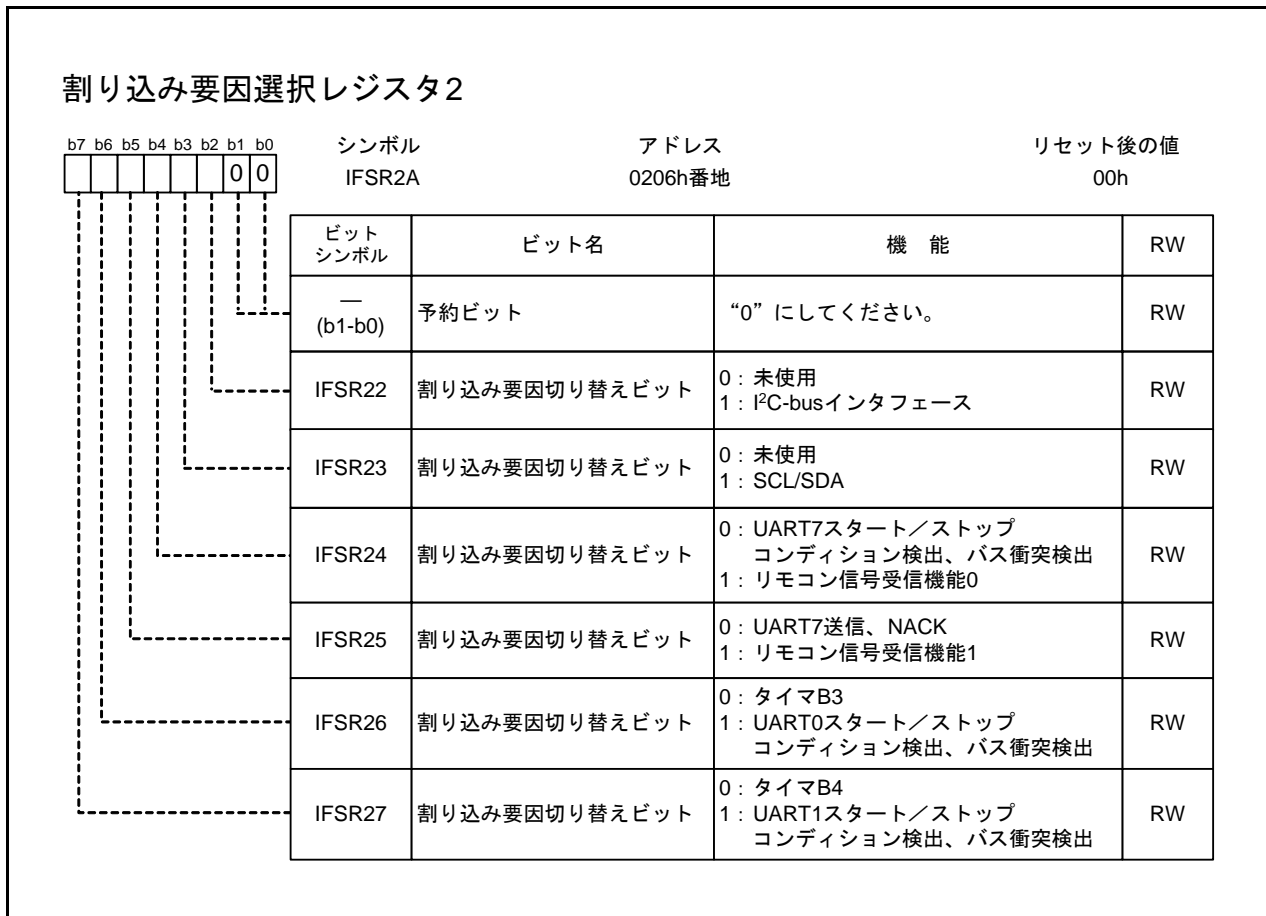 割り込み要因選択レジスタ2
b7 b6 b5 b4 b3 b2 b1 b0
0 0
シンボル アドレス リセット後の値
IFSR2A 0206h番地 00h
ビット
シンボル
ビット名 機 能 RW
—
(b1-b0)
予約ビット “0”にしてください。 RW
IFSR22 割り込み要因切り替えビット
0:未使用
1:I²C-busインタフェース
RW
IFSR23 割り込み要因切り替えビット
0:未使用
1:SCL/SDA
RW
IFSR24 割り込み要因切り替えビット
0:UART7スタート/ストップ
コンディション検出、バス衝突検出
1:リモコン信号受信機能0
RW
IFSR25 割り込み要因切り替えビット
0:UART7送信、NACK
1:リモコン信号受信機能1
RW
IFSR26 割り込み要因切り替えビット
0:タイマB3
1:UART0スタート/ストップ
コンディション検出、バス衝突検出
RW
IFSR27 割り込み要因切り替えビット
0:タイマB4
1:UART1スタート/ストップ
コンディション検出、バス衝突検出
RW